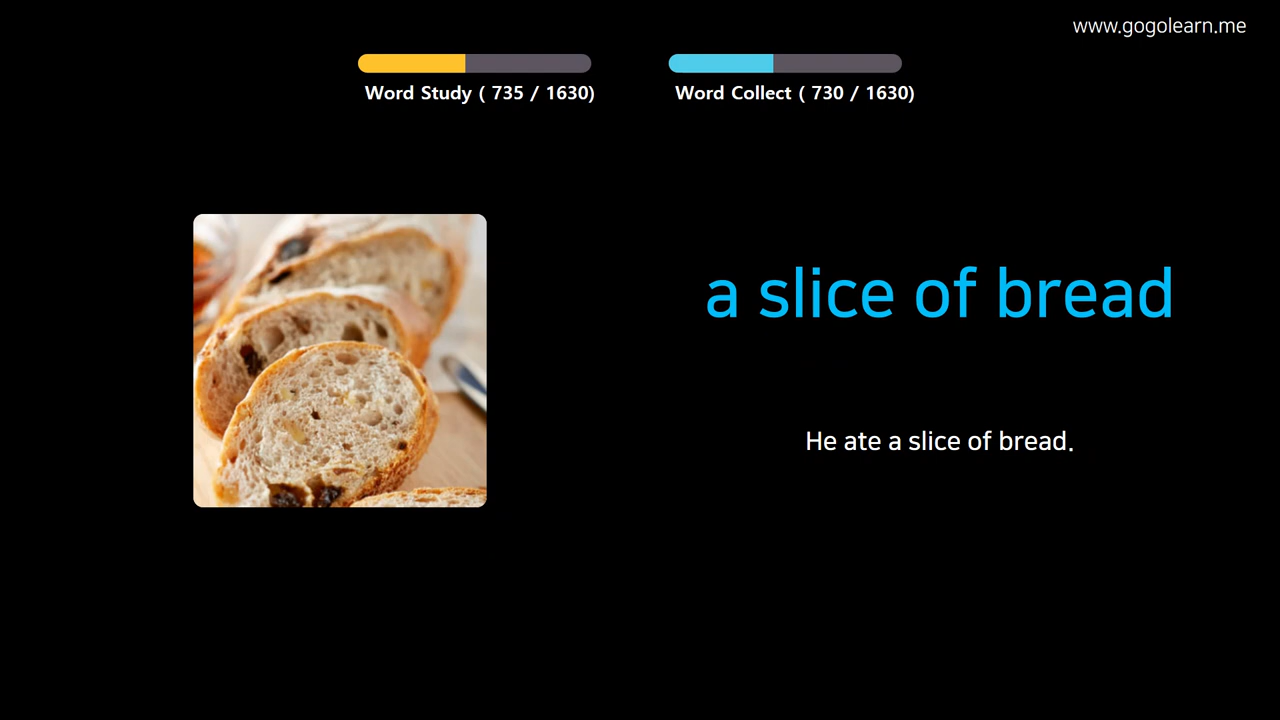 www.gogolearn.me
Word Study ( 735 / 1630)
Word Collect ( 730 / 1630)
a slice of bread
He ate a slice of bread.